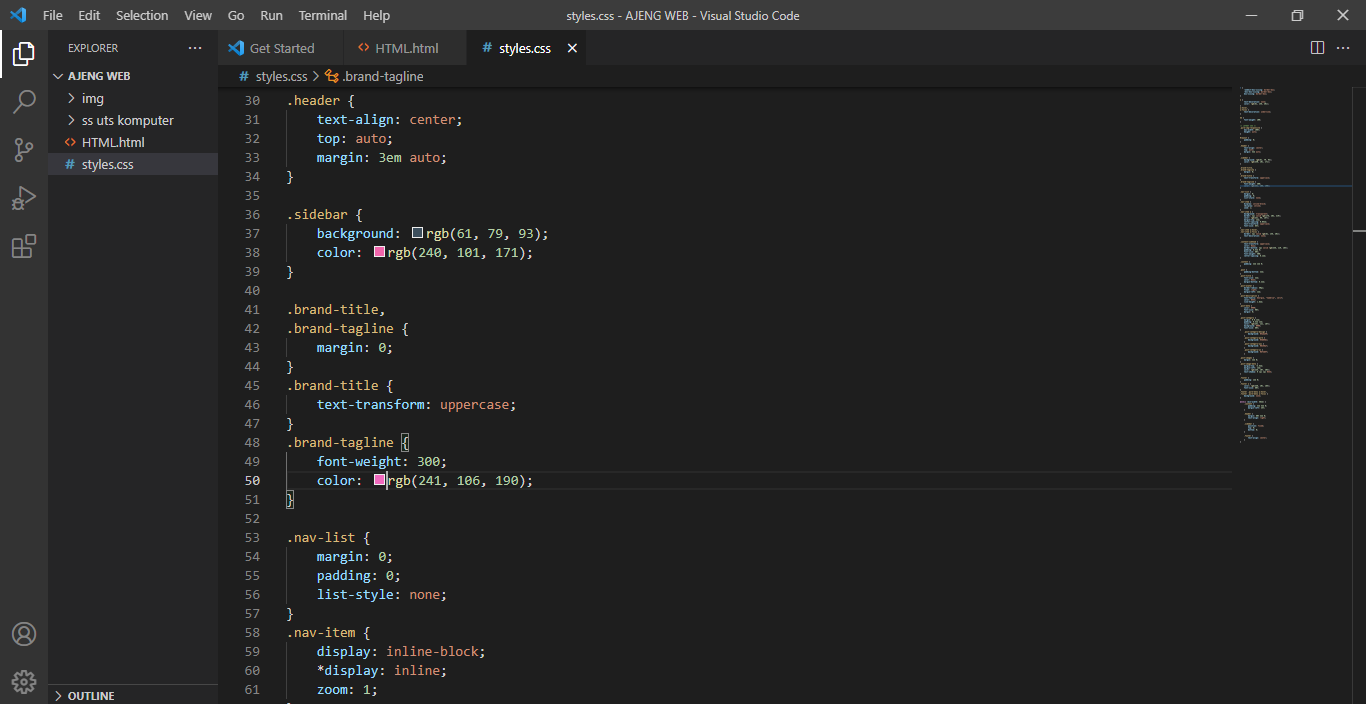 File Edit Selection View Go Run Terminal Help
styles.css - AJENG WEB - Visual Studio Code
EXPLORER
AJENG WEB
img
ss uts komputer
HTML.html
styles.css
OUTLINE
Get Started
HTML.html
styles.css
styles.css > .brand-tagline
30 .header {
31 text-align: center;
32 top: auto;
33 margin: 3em auto;
34 }
35
36 .sidebar {
37 background: rgb(61, 79, 93);
38 color: rgb(240, 101, 171);
39 }
40
41 .brand-title,
42 .brand-tagline {
43 margin: 0;
44 }
45 .brand-title {
46 text-transform: uppercase;
47 }
48 .brand-tagline {
49 font-weight: 300;
50 color: rgb(241, 106, 190);
51 }
52
53 .nav-list {
54 margin: 0;
55 padding: 0;
56 list-style: none;
57 }
58 .nav-item {
59 display: inline-block;
60 *display: inline;
61 zoom: 1;